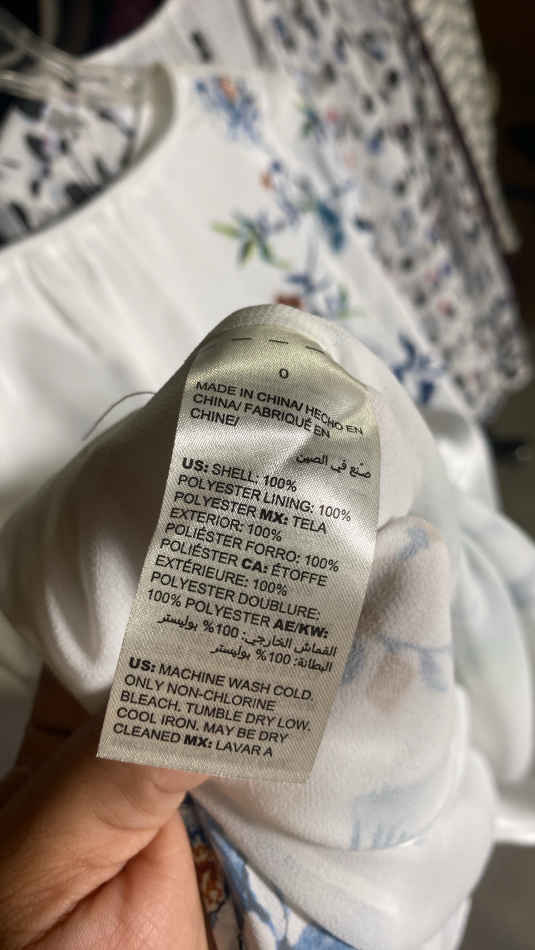 0
MADE IN CHINA/ HECHO EN
CHINA/ FABRIQUÉ EN
CHINE/
صنع في الصين
US: SHELL: 100%
POLYESTER LINING: 100%
POLYESTER MX: TELA
EXTERIOR: 100%
POLIÉSTER FORRO: 100%
POLIÉSTER CA: ÉTOFFE
EXTÉRIEURE: 100%
POLYESTER DOUBLURE:
100% POLYESTER AE/KW:
القماش الخارجي: 100% بوليستر
البطانة: 100% بوليستر
US: MACHINE WASH COLD.
ONLY NON-CHLORINE
BLEACH. TUMBLE DRY LOW.
COOL IRON. MAY BE DRY
CLEANED MX: LAVAR A